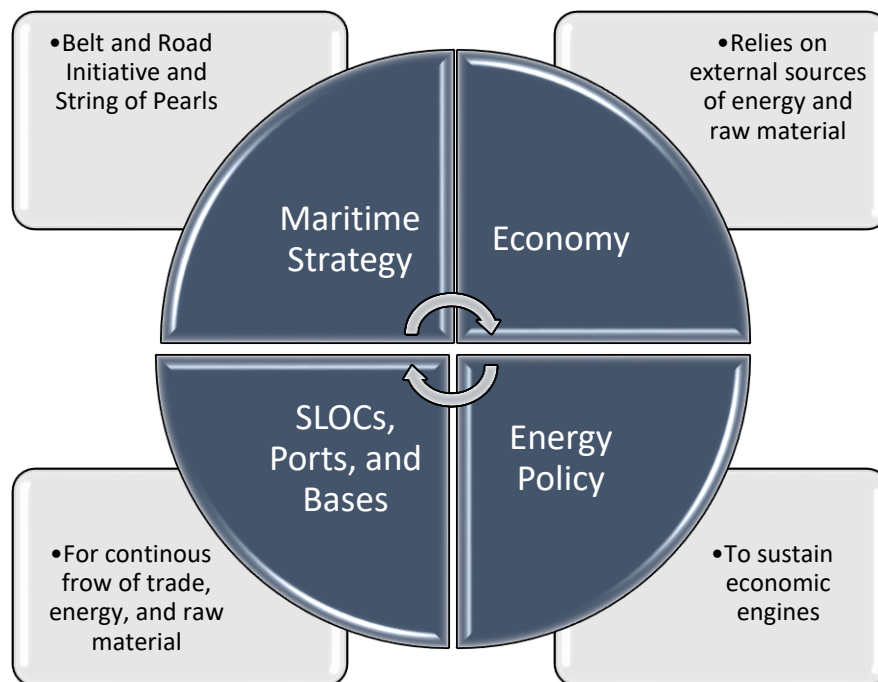 •Belt and Road
Initiative and
String of Pearls
•Relies on
external sources
of energy and
raw material
Maritime
Strategy
Economy
SLOCs,
Ports, and
Bases
Energy
Policy
•For continous
frow of trade,
energy, and raw
material
•To sustain
economic
engines